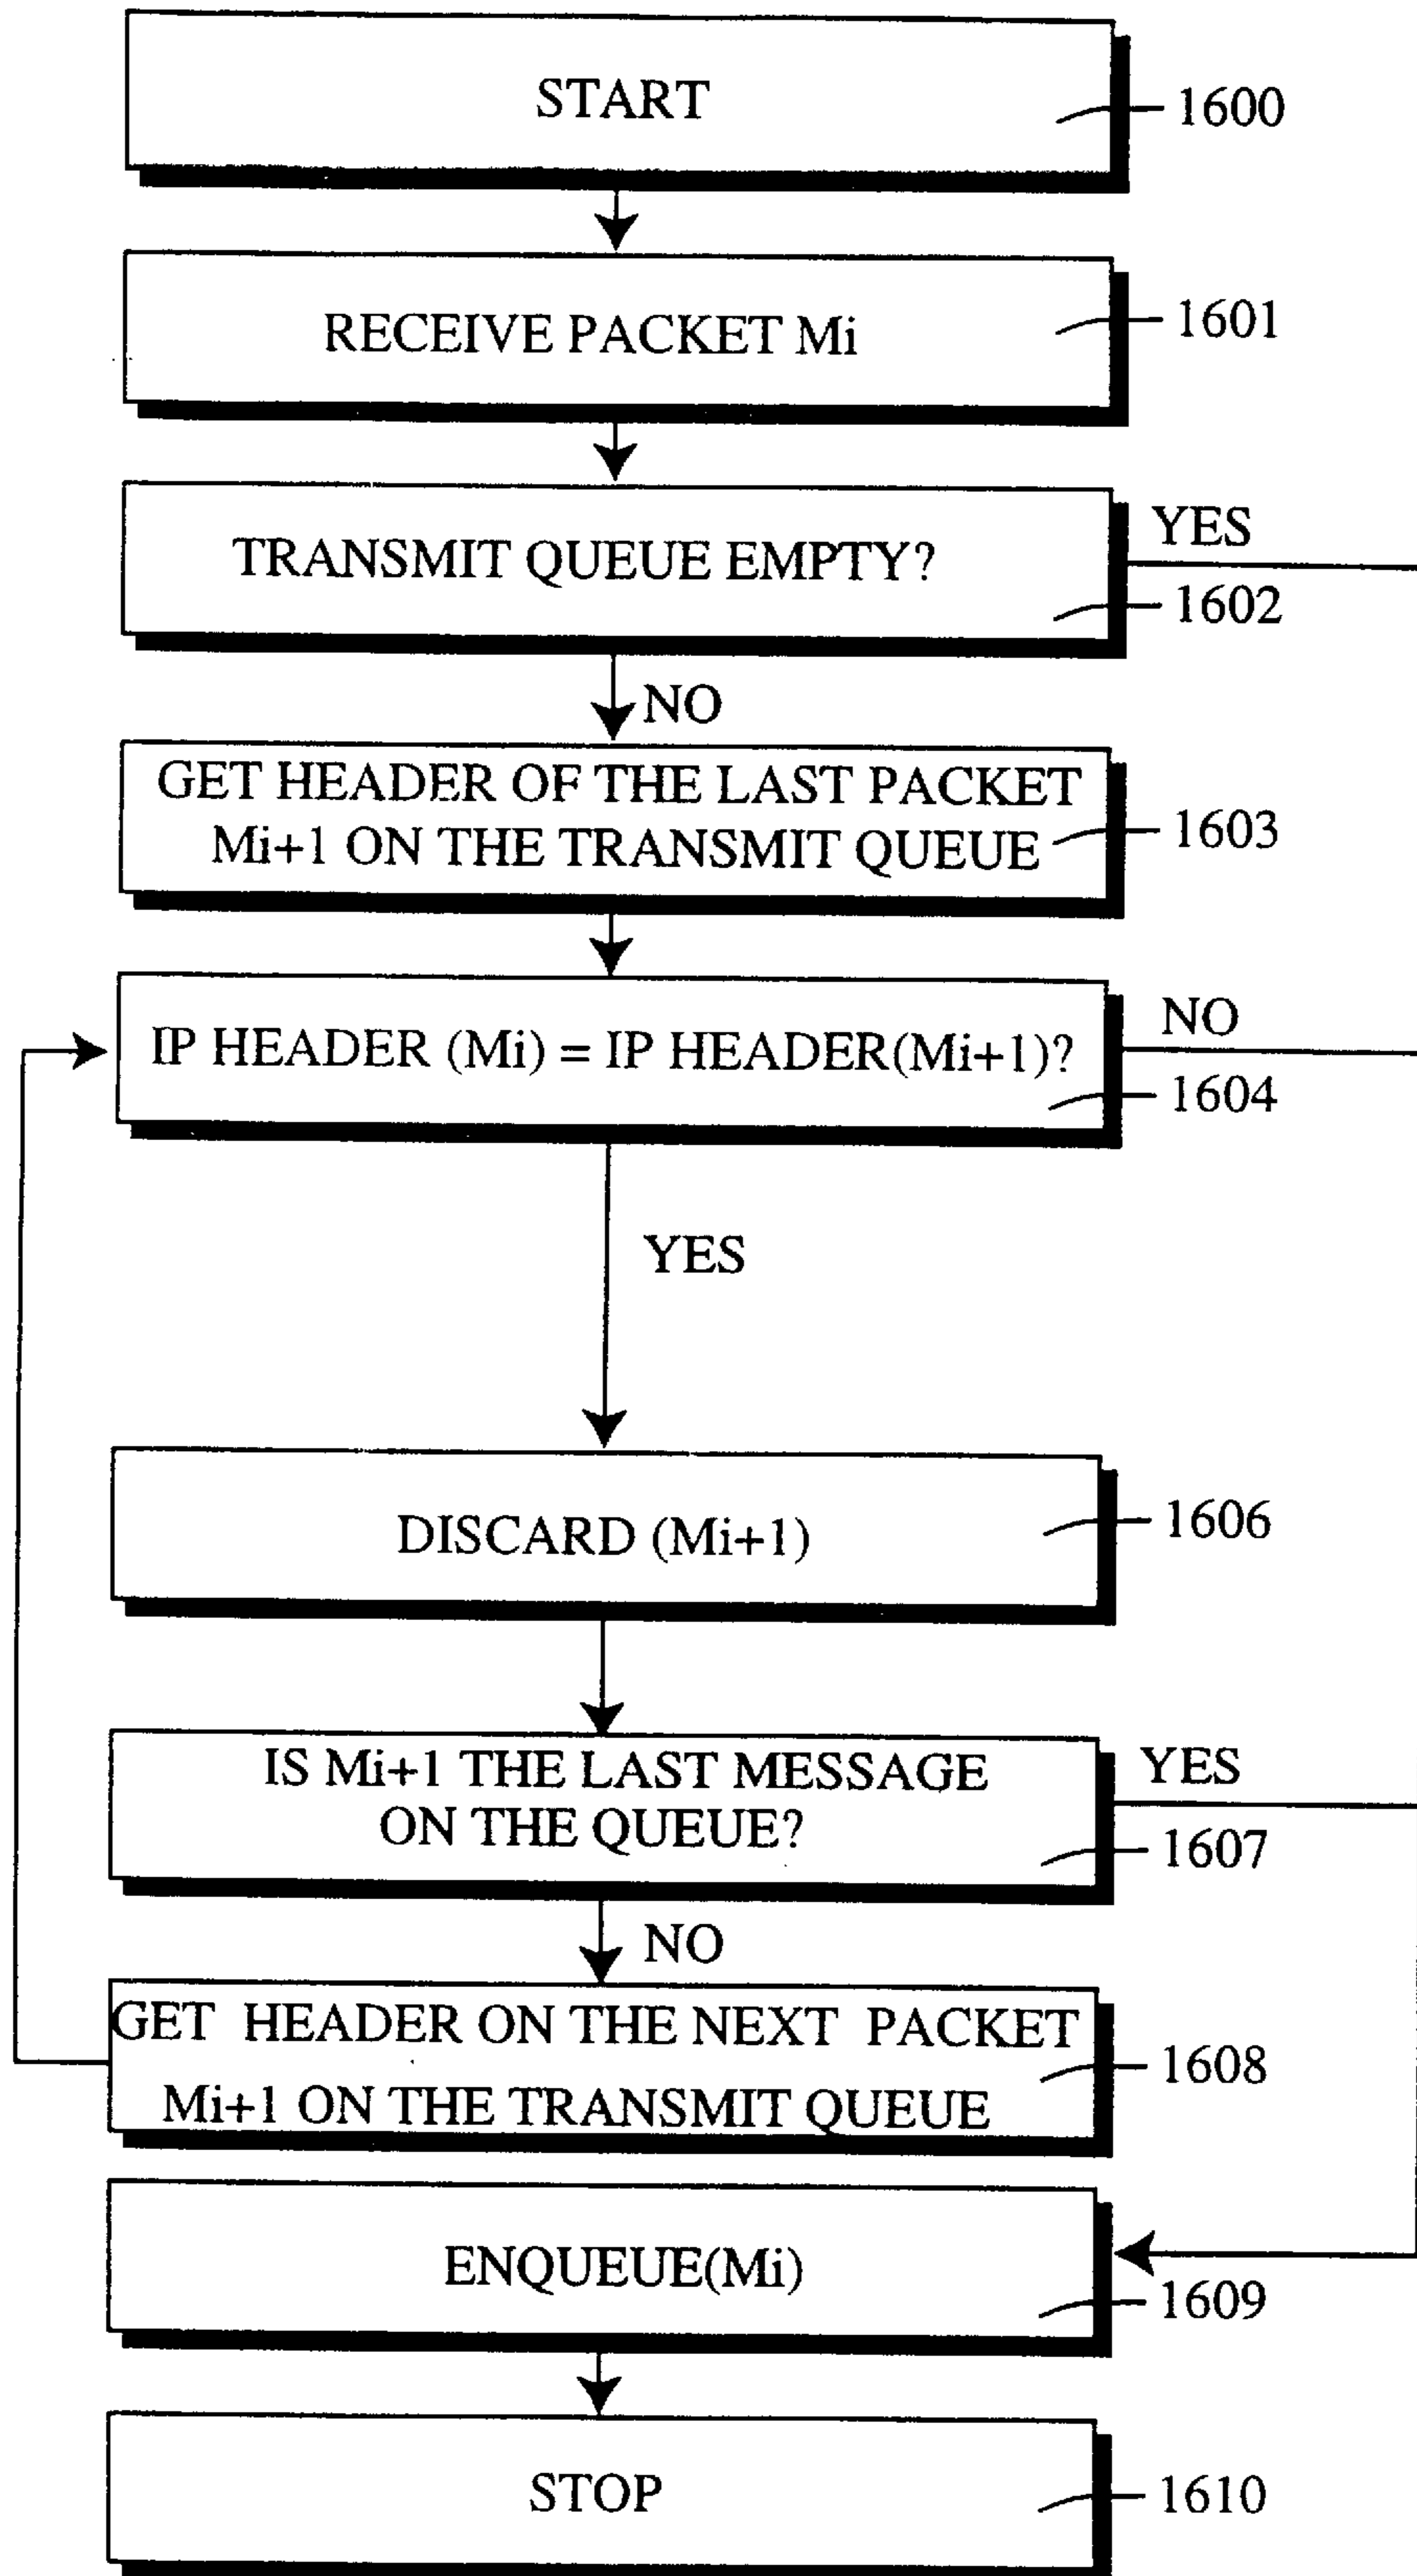 START
1600
RECEIVE PACKET Mi
1601
TRANSMIT QUEUE EMPTY?
YES
1602
NO
GET HEADER OF THE LAST PACKET
Mi+1 ON THE TRANSMIT QUEUE
1603
IP HEADER (Mi) = IP HEADER(Mi+1)?
NO
1604
YES
DISCARD (Mi+1)
1606
IS Mi+1 THE LAST MESSAGE
ON THE QUEUE?
YES
1607
NO
GET HEADER ON THE NEXT PACKET
Mi+1 ON THE TRANSMIT QUEUE
1608
ENQUEUE(Mi)
1609
STOP
1610